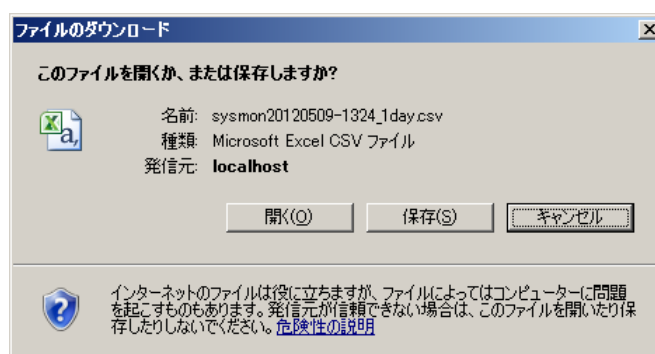 ファイルのダウンロード
このファイルを開くか、または保存しますか?
a,
名前: sysmon20120509-1324_1day.csv
種類: Microsoft Excel CSV ファイル
発信元: localhost
開く(O) 保存(S) キャンセル
インターネットのファイルは役に立ちますが、ファイルによってはコンピューターに問題
を起こすものもあります。発信元が信頼できない場合は、このファイルを開いたり保
存したりしないでください。危険性の説明